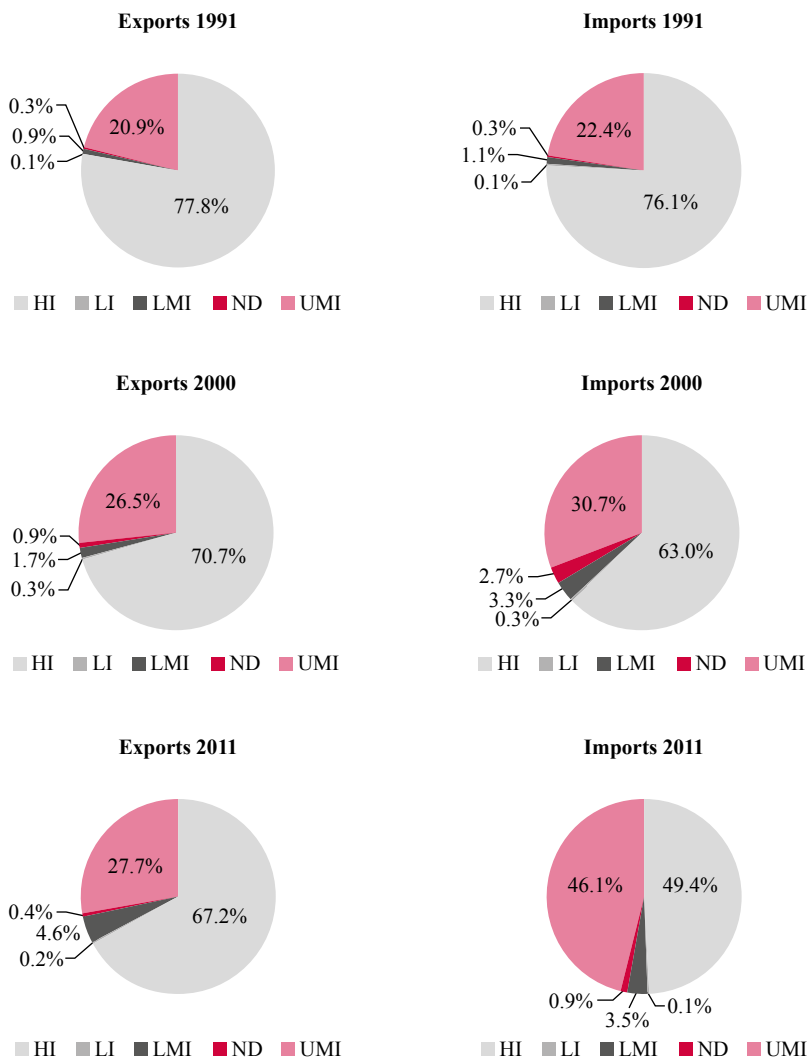 Exports 1991
Imports 1991
0.3%
0.9%
0.1%
20.9%
77.8%
0.3%
1.1%
0.1%
22.4%
76.1%
HI LI LMI ND UMI
HI LI LMI ND UMI
Exports 2000
Imports 2000
26.5%
0.9%
1.7%
0.3%
70.7%
30.7%
2.7%
3.3%
0.3%
63.0%
HI LI LMI ND UMI
HI LI LMI ND UMI
Exports 2011
Imports 2011
27.7%
0.4%
4.6%
0.2%
67.2%
46.1%
49.4%
0.9%
3.5%
0.1%
HI LI LMI ND UMI
HI LI LMI ND UMI